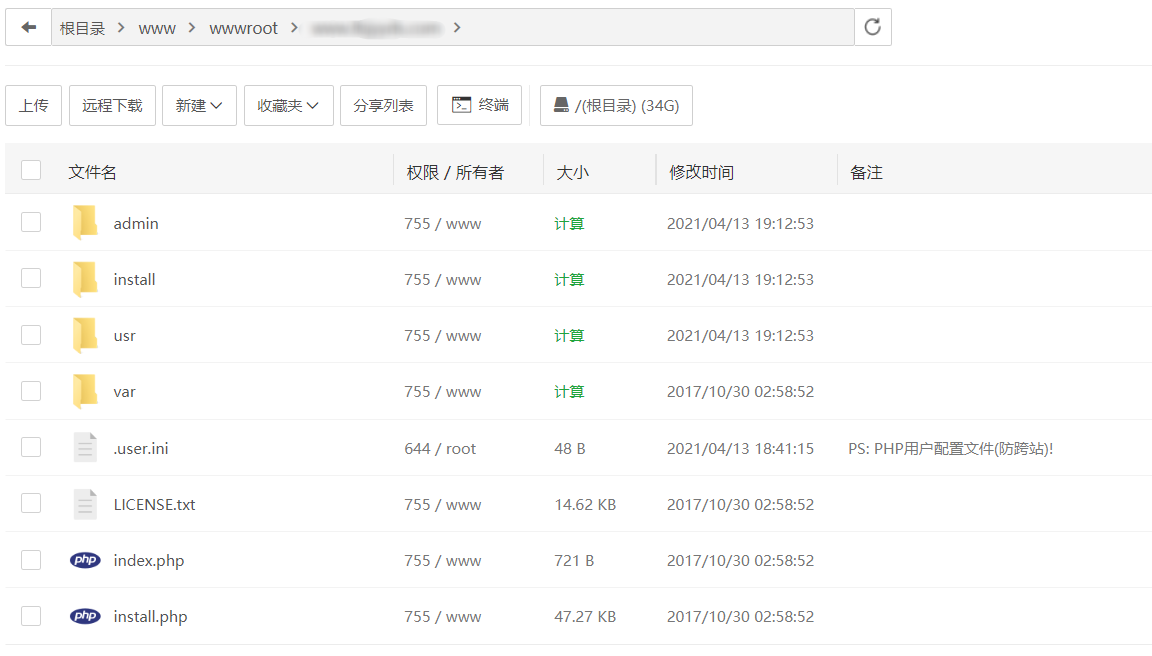 根目录 www wwwroot
上传 远程下载 新建 收藏夹 分享列表 终端 /(根目录) (34G)
文件名 权限 / 所有者 大小 修改时间 备注
admin 755 / www 计算 2021/04/13 19:12:53
install 755 / www 计算 2021/04/13 19:12:53
usr 755 / www 计算 2021/04/13 19:12:53
var 755 / www 计算 2017/10/30 02:58:52
.user.ini 644 / root 48 B 2021/04/13 18:41:15 PS: PHP用户配置文件(防跨站)!
LICENSE.txt 755 / www 14.62 KB 2017/10/30 02:58:52
php index.php 755 / www 721 B 2017/10/30 02:58:52
php install.php 755 / www 47.27 KB 2017/10/30 02:58:52